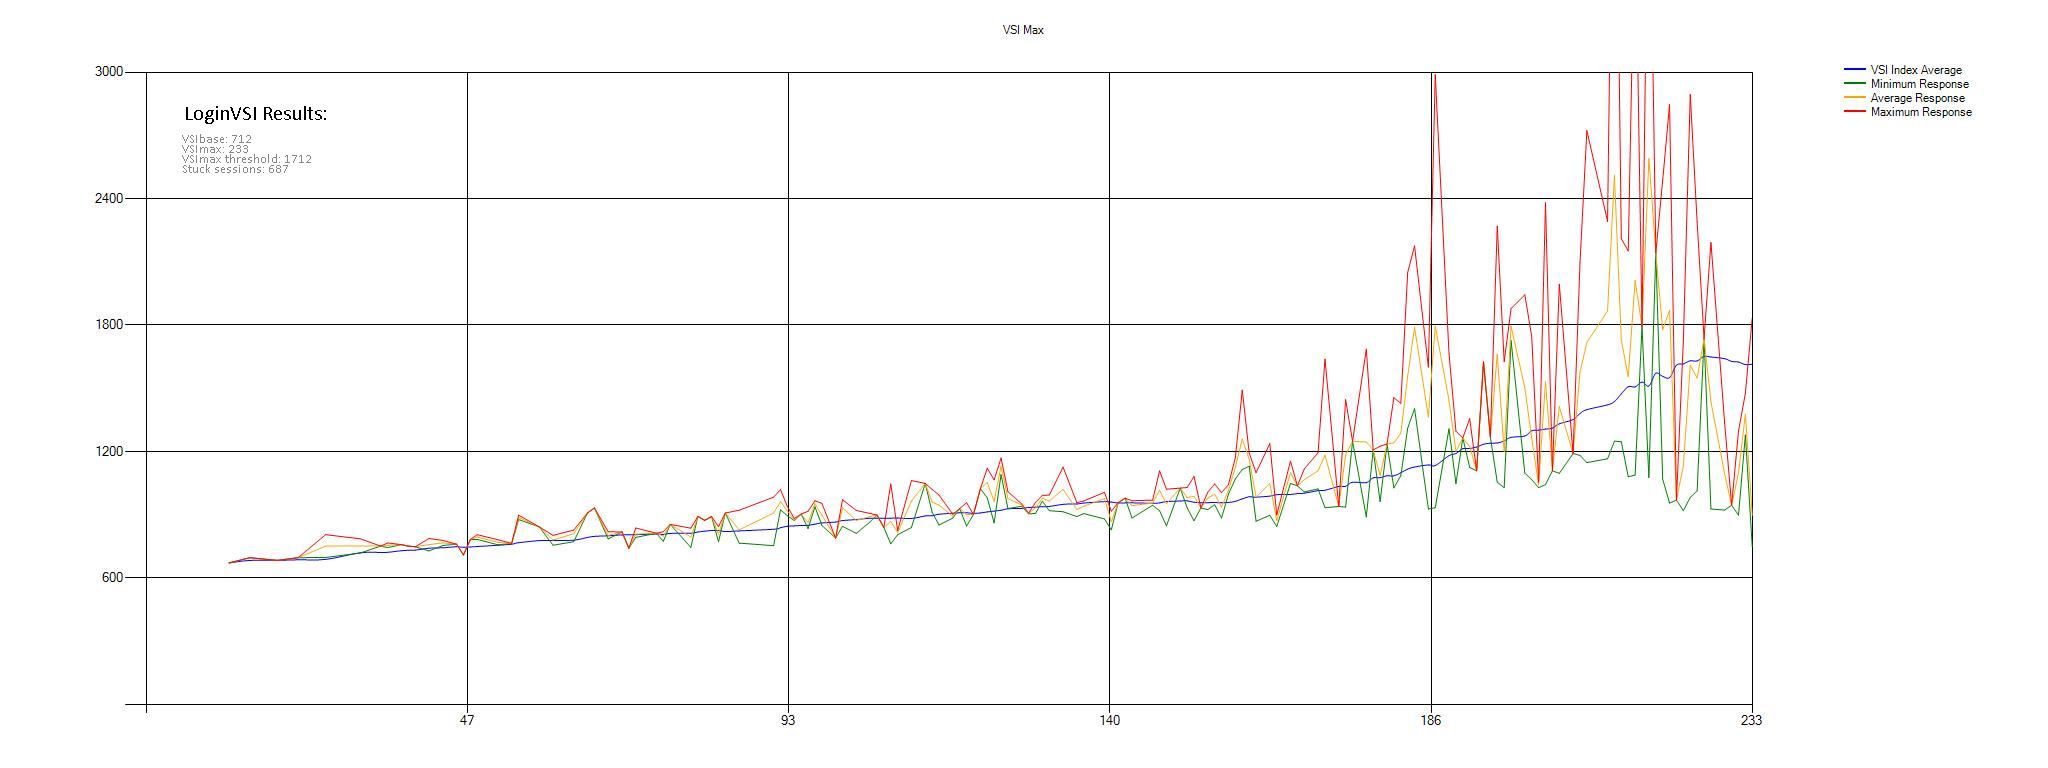 VSI Max
3000
2400
1800
1200
600
LoginVSI Results:
VSIbase: 712
VSImax: 233
VSImax threshold: 1712
Stuck sessions: 687
47
93
140
186
233
VSI Index Average
Minimum Response
Average Response
Maximum Response